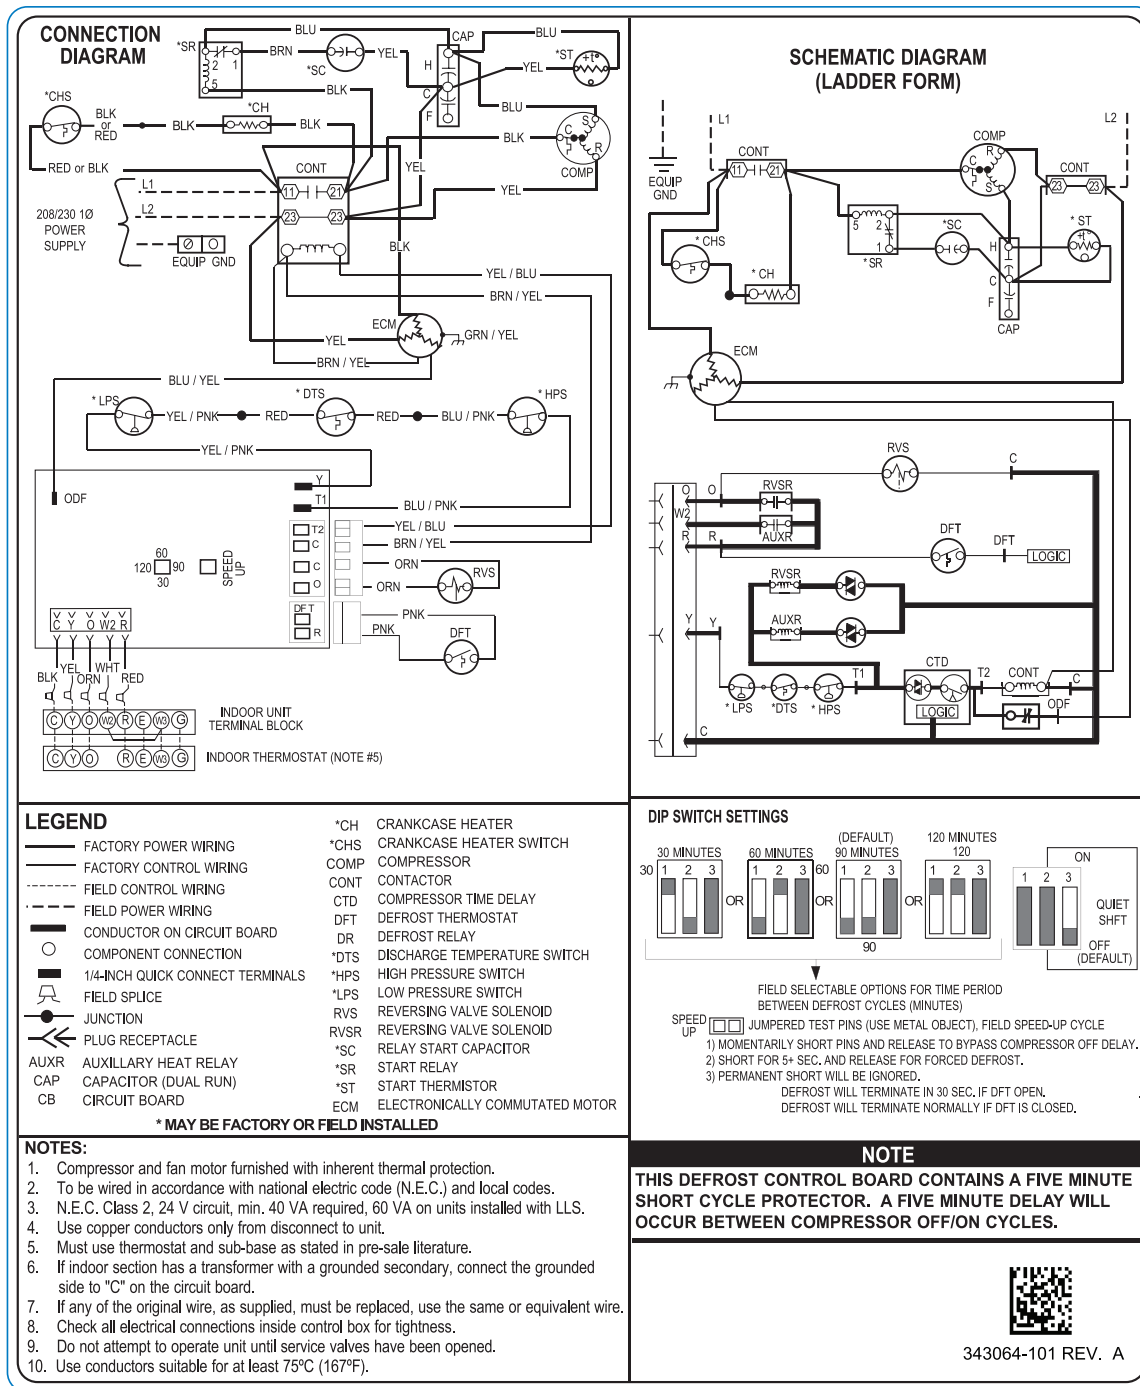 CONNECTION
DIAGRAM
BLU
CAP
BLU
*SR
2 1
5
BRN
*SC
YEL
H
C
F
*ST
+t°
YEL
BLK
*CHS
BLK
or
RED
BLK
*CH
BLK
BLU
BLK
S
C
R
COMP
RED or BLK
CONT
YEL
YEL
L1
L2
11
21
23
23
208/230 1Ø
POWER
SUPPLY
EQUIP GND
BLK
YEL / BLU
BRN / YEL
ECM
GRN / YEL
YEL
BRN / YEL
BLU / YEL
* LPS
YEL / PNK
RED
* DTS
RED
BLU / PNK
* HPS
YEL / PNK
ODF
Y
T1
BLU / PNK
T2
YEL / BLU
C
BRN / YEL
C
ORN
O
ORN
RVS
60
120 90
30
SPEED
UP
DFT
R
PNK
PNK
DFT
C Y O W2 R
BLK
YEL
ORN
WHT
RED
C Y O W2 R E W3 G
INDOOR UNIT
TERMINAL BLOCK
C Y O R E W3 G
INDOOR THERMOSTAT (NOTE #5)
SCHEMATIC DIAGRAM
(LADDER FORM)
L1
L2
EQUIP
GND
CONT
11
21
COMP
R
C
S
CONT
23
23
5 2
1
* SR
*SC
* ST
+t°
H
C
F
CAP
* CHS
* CH
ECM
RVS
C
O
O
RVSR
W2
AUXR
R
R
DFT
DFT
LOGIC
RVSR
AUXR
Y
Y
* LPS
*DTS
* HPS
T1
CTD
LOGIC
T2
CONT
C
ODF
C
LEGEND
FACTORY POWER WIRING
FACTORY CONTROL WIRING
FIELD CONTROL WIRING
FIELD POWER WIRING
CONDUCTOR ON CIRCUIT BOARD
COMPONENT CONNECTION
1/4-INCH QUICK CONNECT TERMINALS
FIELD SPLICE
JUNCTION
PLUG RECEPTACLE
AUXR AUXILLARY HEAT RELAY
CAP CAPACITOR (DUAL RUN)
CB CIRCUIT BOARD
*CH CRANKCASE HEATER
*CHS CRANKCASE HEATER SWITCH
COMP COMPRESSOR
CONT CONTACTOR
CTD COMPRESSOR TIME DELAY
DFT DEFROST THERMOSTAT
DR DEFROST RELAY
*DTS DISCHARGE TEMPERATURE SWITCH
*HPS HIGH PRESSURE SWITCH
*LPS LOW PRESSURE SWITCH
RVS REVERSING VALVE SOLENOID
RVSR REVERSING VALVE SOLENOID
*SC RELAY START CAPACITOR
*SR START RELAY
*ST START THERMISTOR
ECM ELECTRONICALLY COMMUTATED MOTOR
* MAY BE FACTORY OR FIELD INSTALLED
DIP SWITCH SETTINGS
30 MINUTES
30 1 2 3
OR
60 MINUTES
1 2 3 60
OR
(DEFAULT)
90 MINUTES
1 2 3
90
OR
120 MINUTES
120
1 2 3
ON
1 2 3
QUIET
SHFT
OFF
(DEFAULT)
FIELD SELECTABLE OPTIONS FOR TIME PERIOD
BETWEEN DEFROST CYCLES (MINUTES)
SPEED
UP
JUMPERED TEST PINS (USE METAL OBJECT), FIELD SPEED-UP CYCLE
1) MOMENTARILY SHORT PINS AND RELEASE TO BYPASS COMPRESSOR OFF DELAY.
2) SHORT FOR 5+ SEC. AND RELEASE FOR FORCED DEFROST.
3) PERMANENT SHORT WILL BE IGNORED.
DEFROST WILL TERMINATE IN 30 SEC. IF DFT OPEN.
DEFROST WILL TERMINATE NORMALLY IF DFT IS CLOSED.
NOTES:
1. Compressor and fan motor furnished with inherent thermal protection.
2. To be wired in accordance with national electric code (N.E.C.) and local codes.
3. N.E.C. Class 2, 24 V circuit, min. 40 VA required, 60 VA on units installed with LLS.
4. Use copper conductors only from disconnect to unit.
5. Must use thermostat and sub-base as stated in pre-sale literature.
6. If indoor section has a transformer with a grounded secondary, connect the grounded
side to "C" on the circuit board.
7. If any of the original wire, as supplied, must be replaced, use the same or equivalent wire.
8. Check all electrical connections inside control box for tightness.
9. Do not attempt to operate unit until service valves have been opened.
10. Use conductors suitable for at least 75ºC (167ºF).
NOTE
THIS DEFROST CONTROL BOARD CONTAINS A FIVE MINUTE
SHORT CYCLE PROTECTOR. A FIVE MINUTE DELAY WILL
OCCUR BETWEEN COMPRESSOR OFF/ON CYCLES.
343064-101 REV. A